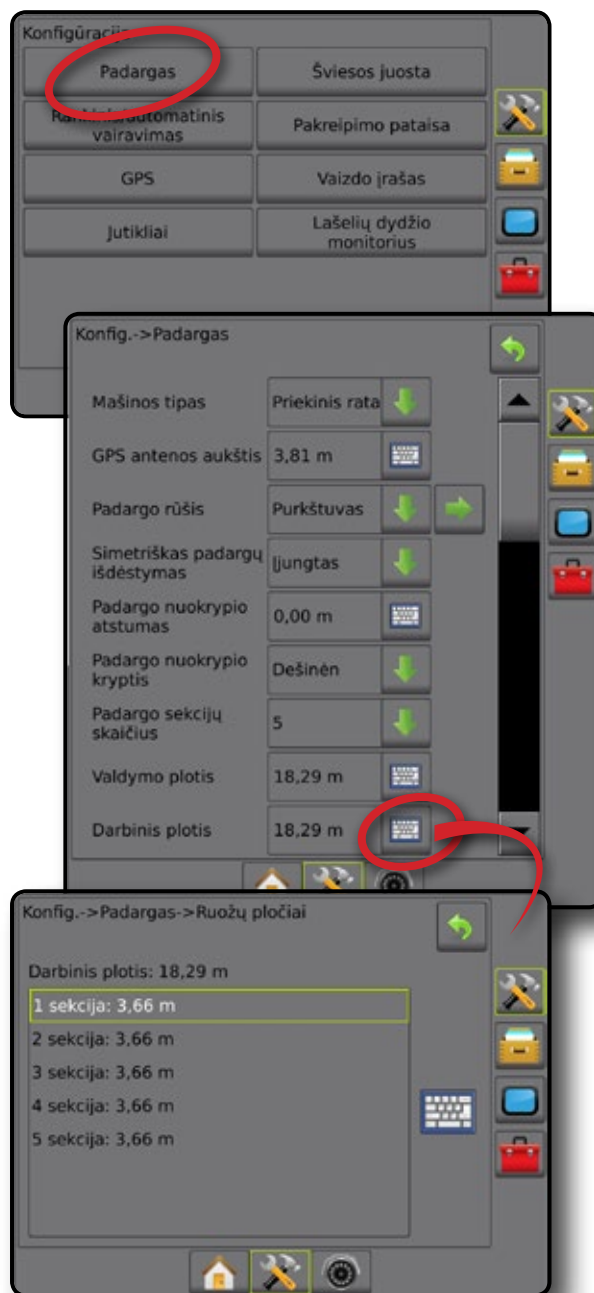 Konfigūracija
Padargas
Šviesos juosta
Rankinis/automatinis
vairavimas
Pakreipimo pataisa
GPS
Vaizdo įrašas
Jutikliai
Lašelių dydžio
monitorius
Konfig.->Padargas
Mašinos tipas
Priekinis rata
GPS antenos aukštis
3,81 m
Padargo rūšis
Purkštuvas
Simetriškas padargų
išdėstymas
Įjungtas
Padargo nuokrypio
atstumas
0,00 m
Padargo nuokrypio
kryptis
Dešinėn
Padargo sekcijų
skaičius
5
Valdymo plotis
18,29 m
Darbinis plotis
18,29 m
Konfig.->Padargas->Ruožų pločiai
Darbinis plotis: 18,29 m
1 sekcija: 3,66 m
2 sekcija: 3,66 m
3 sekcija: 3,66 m
4 sekcija: 3,66 m
5 sekcija: 3,66 m